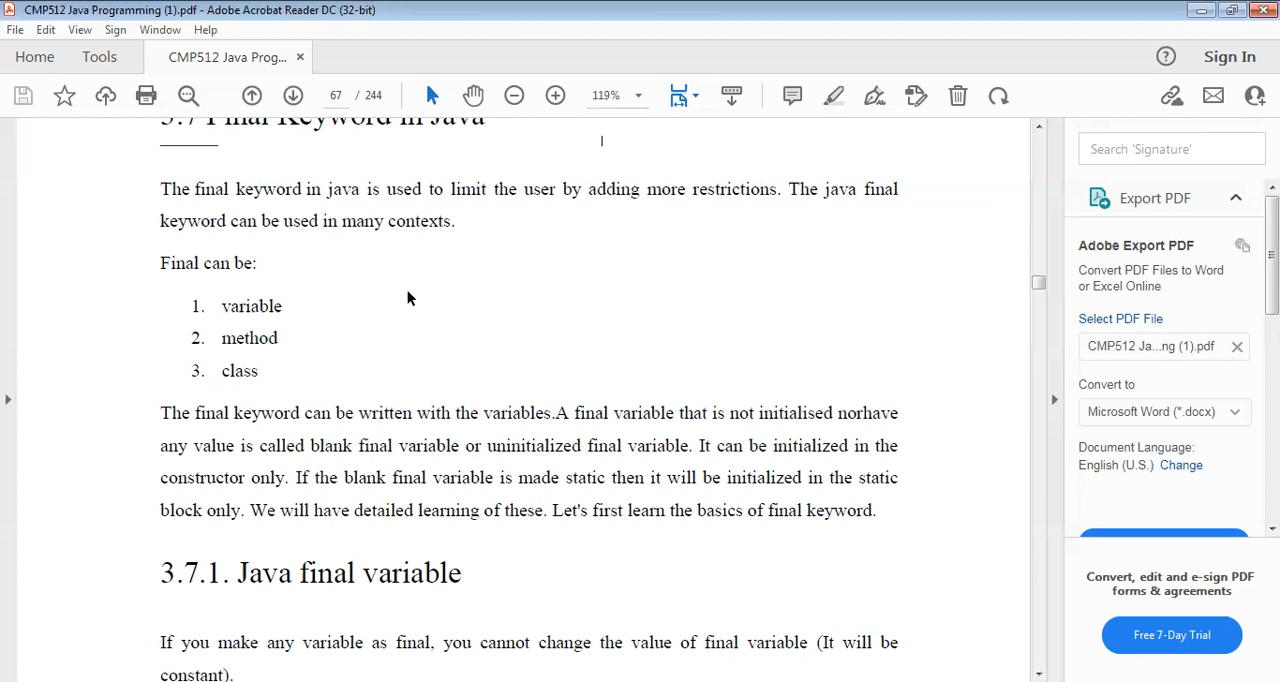 CMP512 Java Programming (1).pdf - Adobe Acrobat Reader DC (32-bit)
File Edit View Sign Window Help
Home Tools CMP512 Java Prog... × Sign In
67 / 244 119%
3.7 Final Keyword in Java
The final keyword in java is used to limit the user by adding more restrictions. The java final
keyword can be used in many contexts.
Final can be:
1. variable
2. method
3. class
The final keyword can be written with the variables.A final variable that is not initialised norhave
any value is called blank final variable or uninitialized final variable. It can be initialized in the
constructor only. If the blank final variable is made static then it will be initialized in the static
block only. We will have detailed learning of these. Let's first learn the basics of final keyword.
3.7.1. Java final variable
If you make any variable as final, you cannot change the value of final variable (It will be
constant).
Search 'Signature'
Export PDF
Adobe Export PDF
Convert PDF Files to Word
or Excel Online
Select PDF File
CMP512 Ja...ng (1).pdf
Convert to
Microsoft Word (*.docx)
Document Language:
English (U.S.) Change
Convert, edit and e-sign PDF
forms & agreements
Free 7-Day Trial